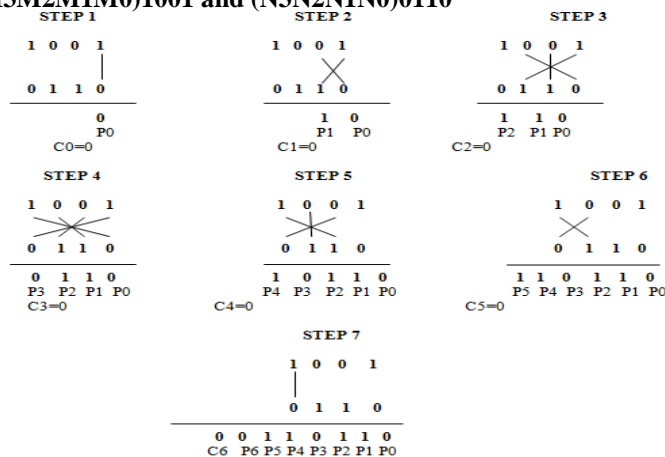 13M2M1M0)1001 and (N3N2N1N0)0110
STEP 1
1 0 0 1
0 1 1 0
0
P0
C0=0
STEP 2
1 0 0 1
0 1 1 0
1 0
P1 P0
C1=0
STEP 3
1 0 0 1
0 1 1 0
1 1 0
P2 P1 P0
C2=0
STEP 4
1 0 0 1
0 1 1 0
0 1 1 0
P3 P2 P1 P0
C3=0
STEP 5
1 0 0 1
0 1 1 0
1 0 1 1 0
P4 P3 P2 P1 P0
C4=0
STEP 6
1 0 0 1
0 1 1 0
1 1 0 1 1 0
P5 P4 P3 P2 P1 P0
C5=0
STEP 7
1 0 0 1
0 1 1 0
0 0 1 1 0 1 1 0
C6 P6 P5 P4 P3 P2 P1 P0